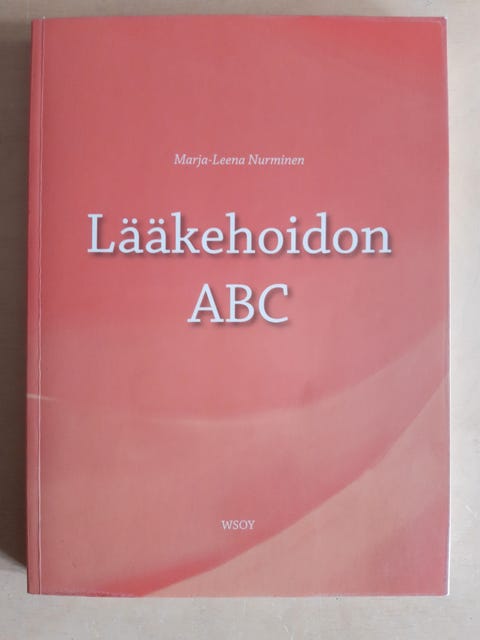 Marja-Leena Nurminen
Lääkehoidon
ABC
WSOY